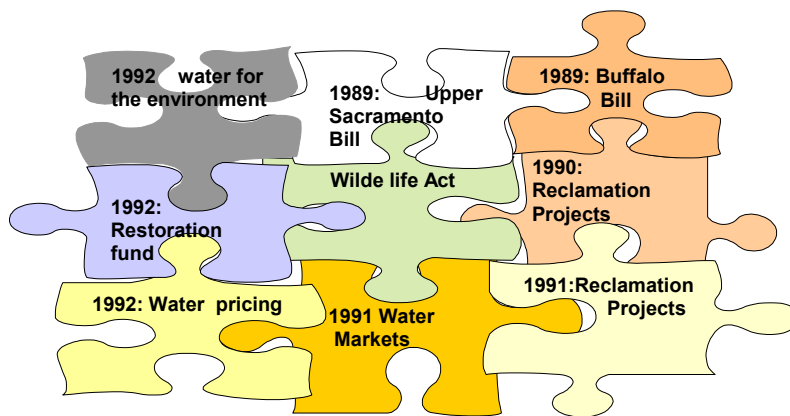 1992 water for
the environment
1989: Upper
Sacramento
Bill
1989: Buffalo
Bill
1992:
Restoration
fund
Wilde life Act
1990:
Reclamation
Projects
1992: Water pricing
1991 Water
Markets
1991:Reclamation
Projects